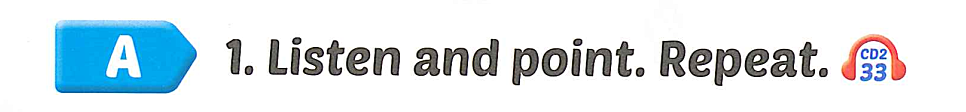 A 1. Listen and point. Repeat. CD2 33